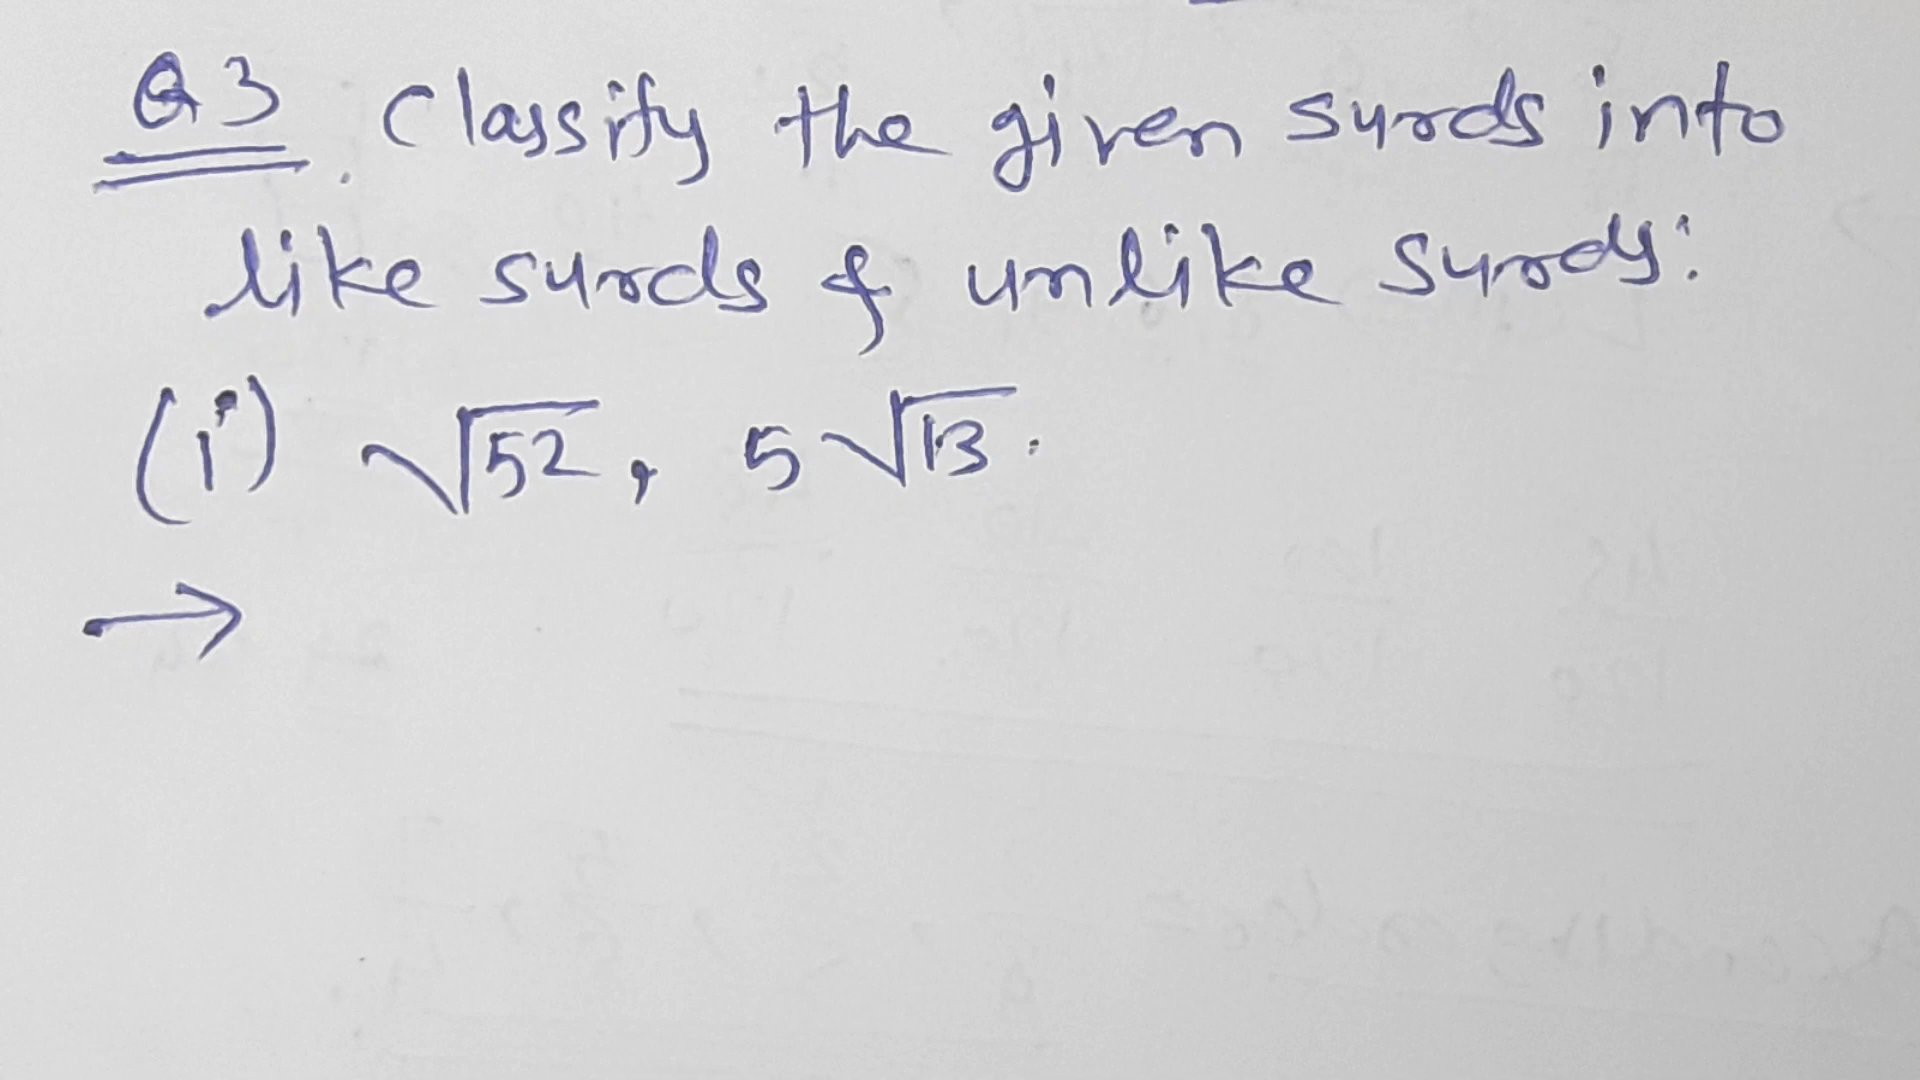 Q3. Classify the given surds into
like surds & unlike surds:
(i) √52, 5√13.
→